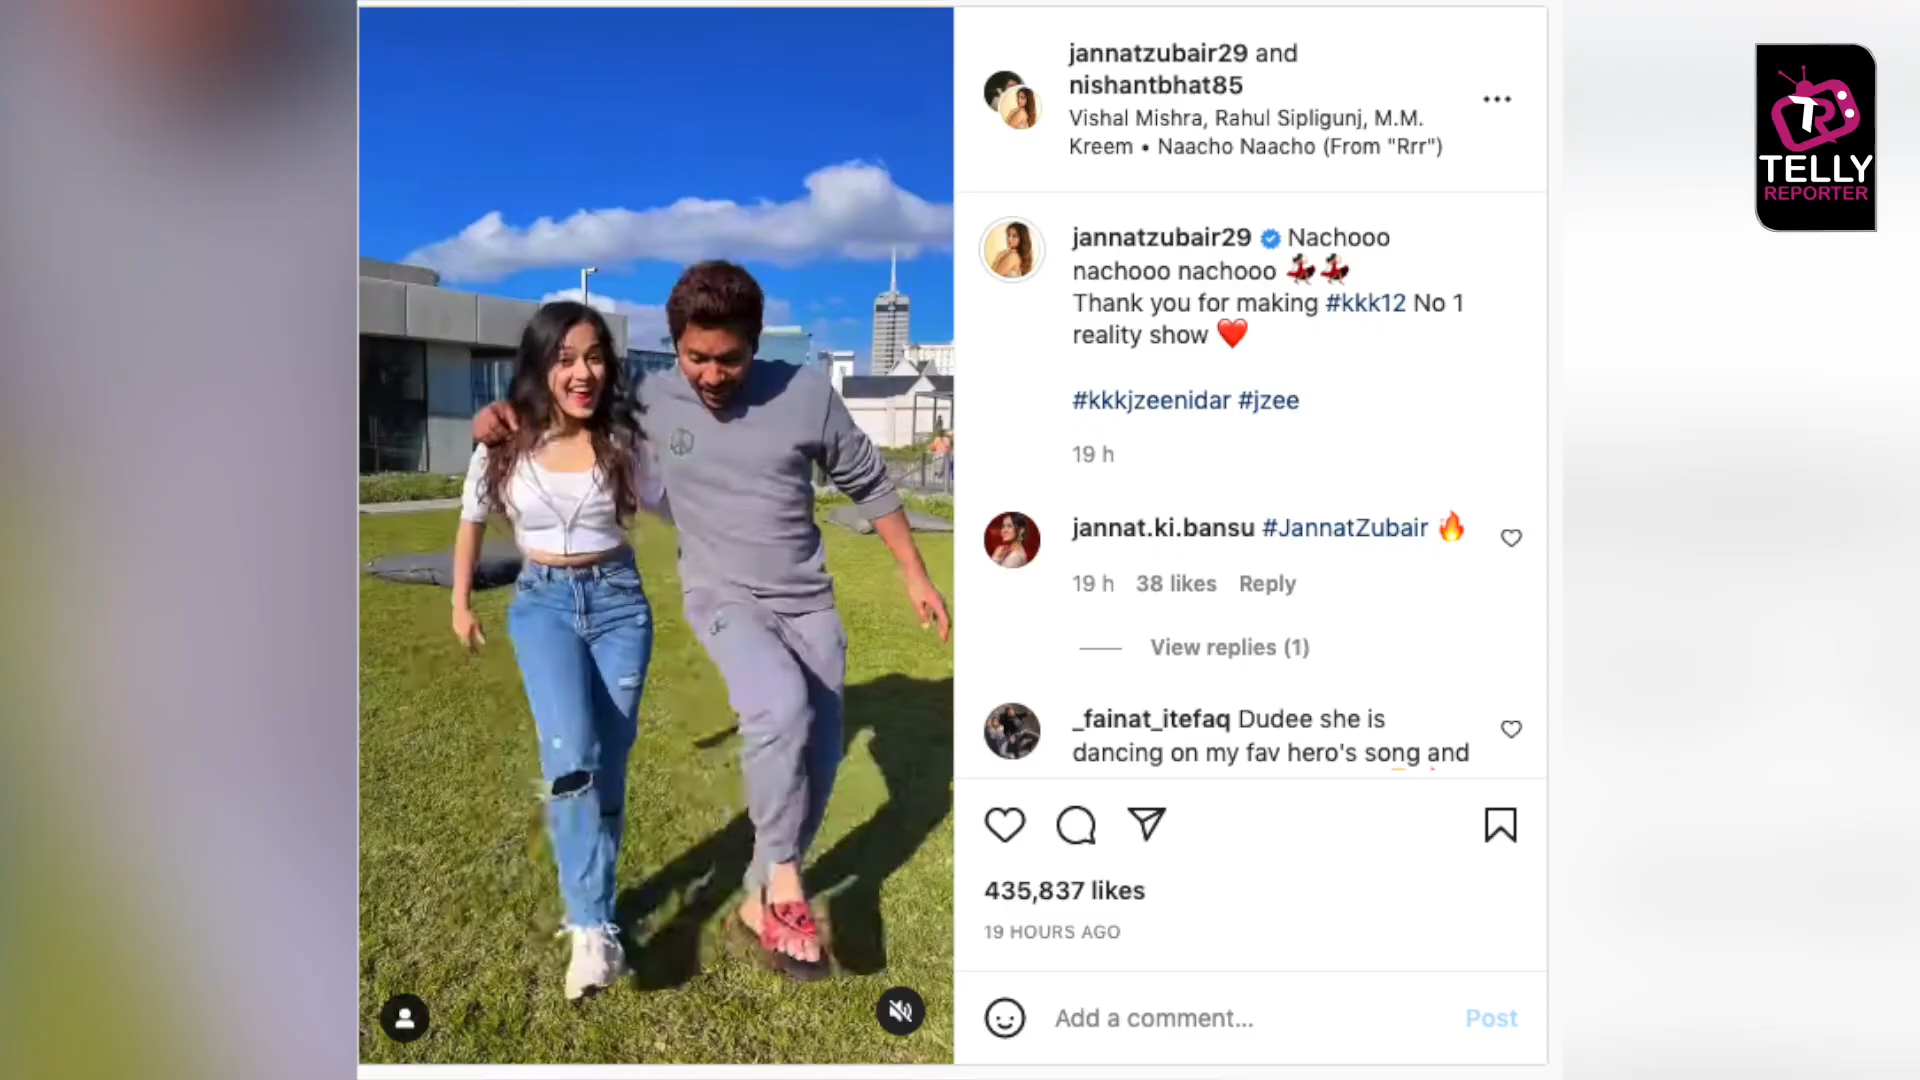 jannatzubair29 and
nishantbhat85
Vishal Mishra, Rahul Sipligunj, M.M.
Kreem • Naacho Naacho (From "Rrr")
TR
TELLY
REPORTER
jannatzubair29 Nachooo
nachooo nachooo 💃💃
Thank you for making #kkk12 No 1
reality show ❤️
#kkkjzeenidar #jzee
19 h
jannat.ki.bansu #JannatZubair 🔥
19 h 38 likes Reply
View replies (1)
_fainat_itefaq Dudee she is
dancing on my fav hero's song and
435,837 likes
19 HOURS AGO
Add a comment...
Post